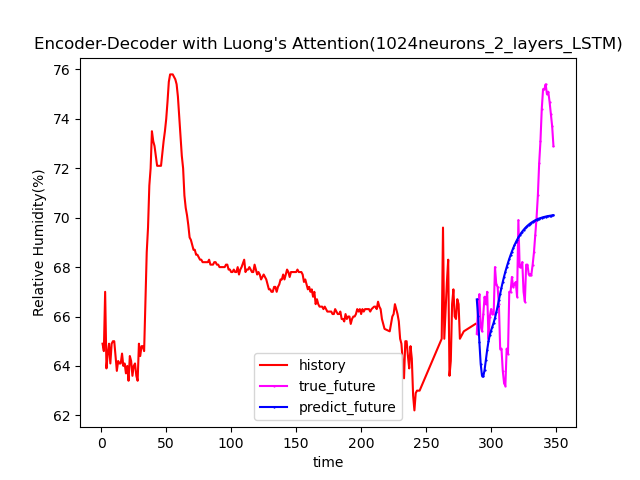 Encoder-Decoder with Luong's Attention(1024neurons_2_layers_LSTM)
Relative Humidity(%)
76
74
72
70
68
66
64
62
history
true_future
predict_future
0 50 100 150 200 250 300 350
time